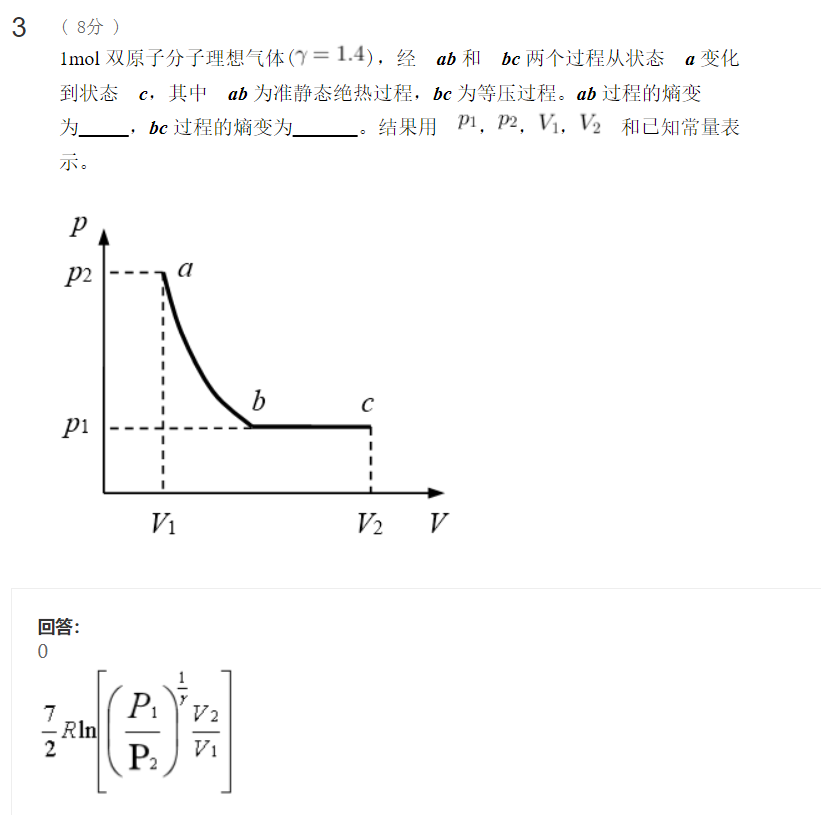 3 ( 8分 )
1mol 双原子分子理想气体(γ = 1.4)，经 ab 和 bc 两个过程从状态 a 变化
到状态 c，其中 ab 为准静态绝热过程，bc 为等压过程。ab 过程的熵变
为_____，bc 过程的熵变为______。结果用 p1，p2，V1，V2 和已知常量表
示。
p
p2 a
b c
p1
V1 V2 V
回答:
0
7/2 Rln[(P1/P2)^(1/γ) V2/V1]